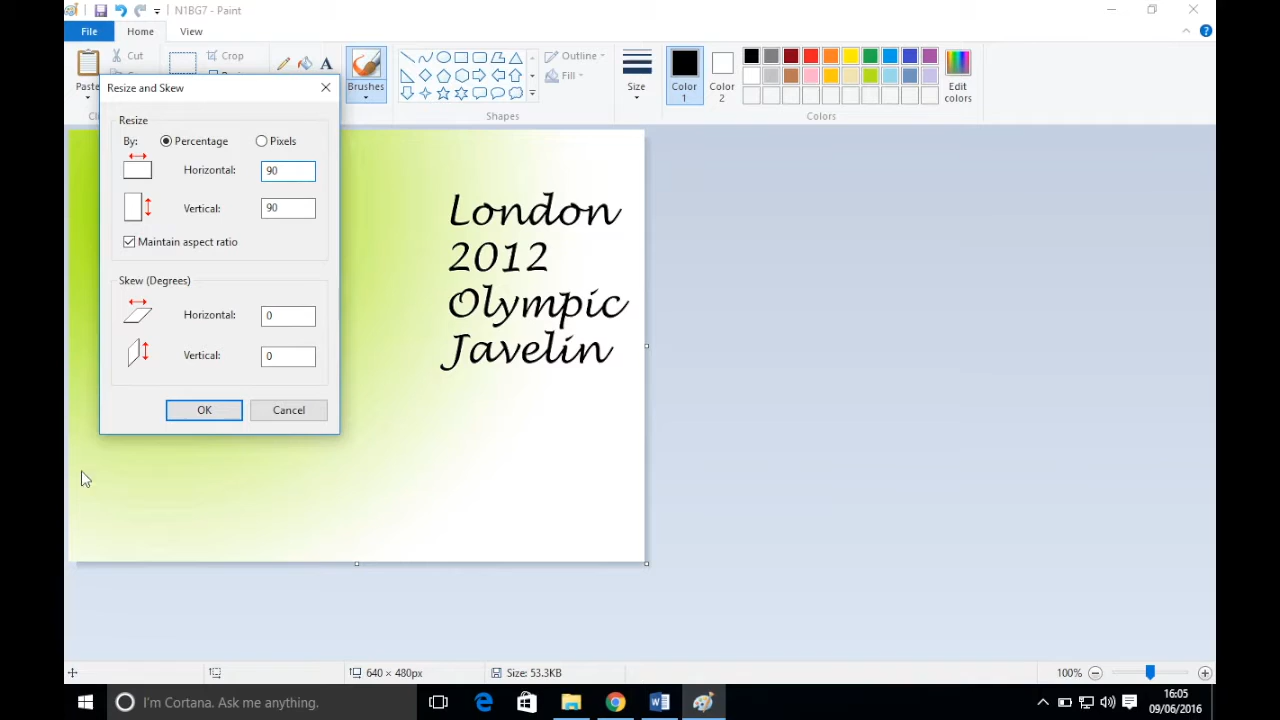 N1BG7 - Paint
File Home View
Cut
Crop
Outline
Fill
Paste
Brushes
Size
Color 1
Color 2
Edit colors
Shapes
Colors
Resize and Skew
Resize
By: Percentage Pixels
Horizontal: 90
Vertical: 90
Maintain aspect ratio
Skew (Degrees)
Horizontal: 0
Vertical: 0
OK Cancel
London
2012
Olympic
Javelin
640 × 480px Size: 53.3KB 100%
I'm Cortana. Ask me anything.
16:05
09/06/2016